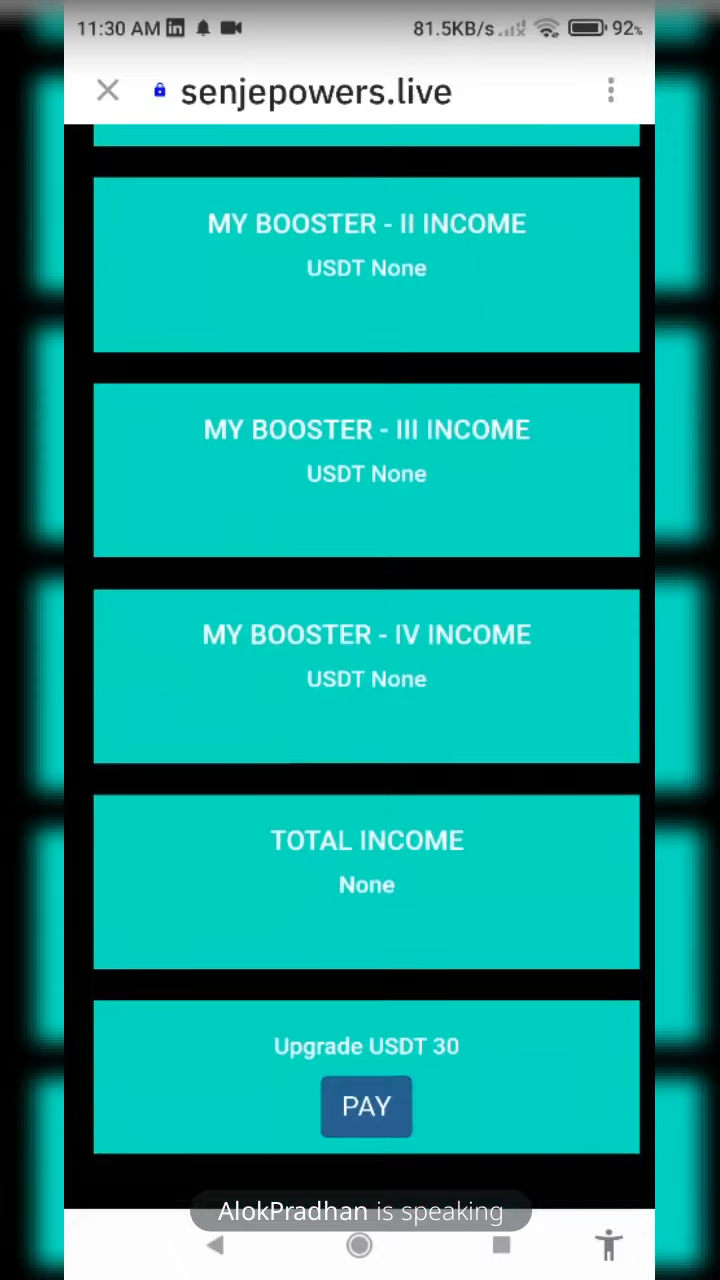 11:30 AM 81.5KB/s 92%
senjepowers.live
MY BOOSTER - II INCOME
USDT None
MY BOOSTER - III INCOME
USDT None
MY BOOSTER - IV INCOME
USDT None
TOTAL INCOME
None
Upgrade USDT 30
PAY
AlokPradhan is speaking